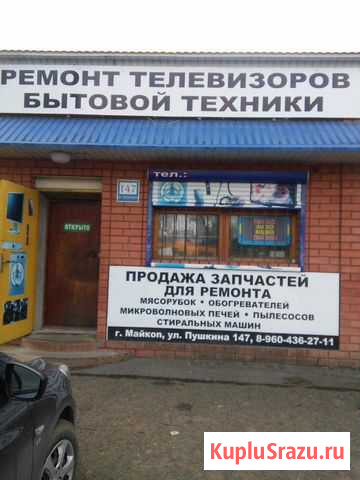 РЕМОНТ ТЕЛЕВИЗОРОВ
БЫТОВОЙ ТЕХНИКИ
тел.:
147
ОТКРЫТО
ПРОДАЖА ЗАПЧАСТЕЙ
ДЛЯ РЕМОНТА
МЯСОРУБОК • ОБОГРЕВАТЕЛЕЙ
МИКРОВОЛНОВЫХ ПЕЧЕЙ • ПЫЛЕСОСОВ
СТИРАЛЬНЫХ МАШИН
г. Майкоп, ул. Пушкина 147, 8-960-436-27-11
KupluSrazu.ru